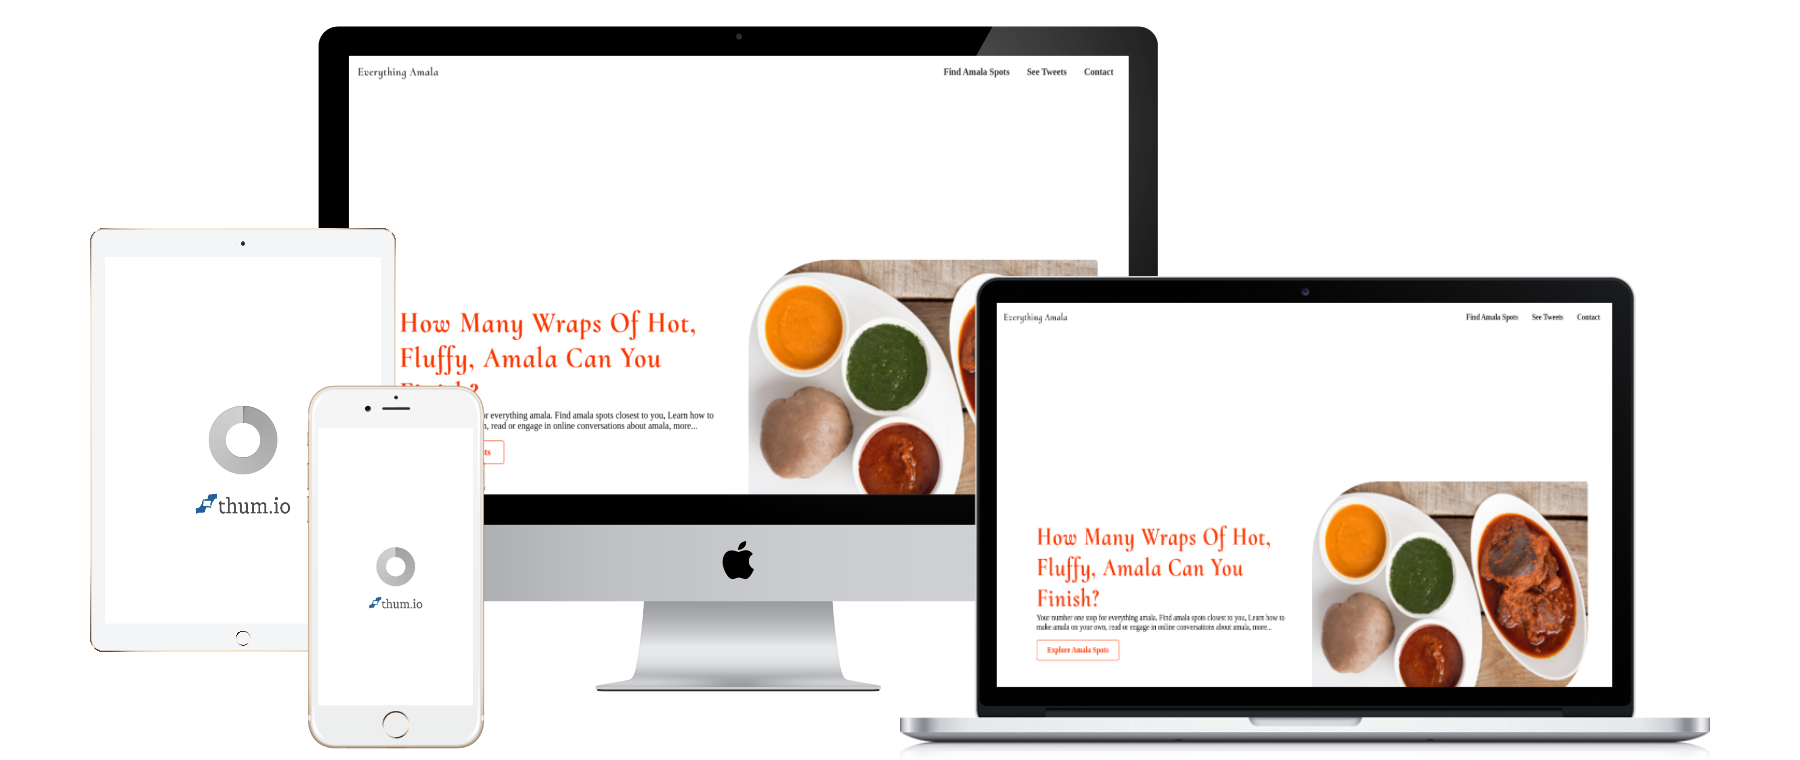 Everything Amala
Find Amala Spots
See Tweets
Contact
How Many Wraps Of Hot,
Fluffy, Amala Can You
or everything amala. Find amala spots closest to you, Learn how to
n, read or engage in online conversations about amala, more...
ts
thum.io
thum.io
Everything Amala
Find Amala Spots
See Tweets
Contact
How Many Wraps Of Hot,
Fluffy, Amala Can You
Finish?
Your number one stop for everything amala. Find amala spots closest to you, Learn how to
make amala on your own, read or engage in online conversations about amala, more...
Explore Amala Spots